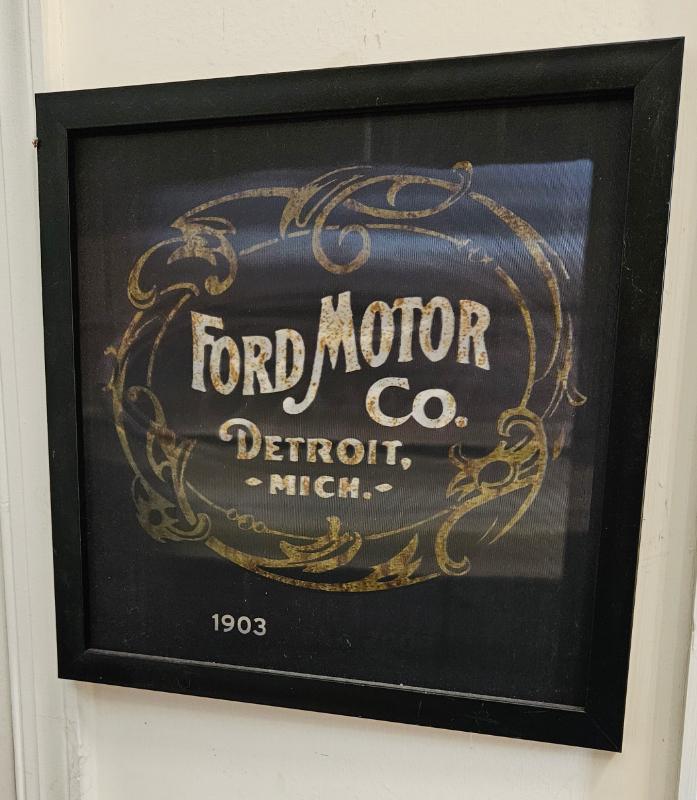 FORD MOTOR
CO.
DETROIT,
-MICH.-
1903